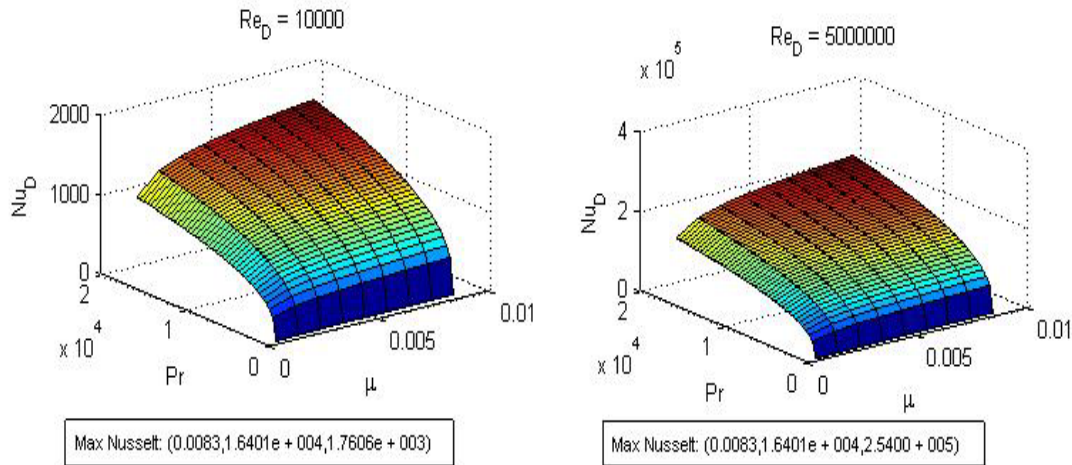 Re_D = 10000
2000
1000
0
Nu_D
2
1
0
x 10^4
Pr
0
0.005
0.01
μ
Max Nussett: (0.0083,1.6401e + 004,1.7606e + 003)
Re_D = 5000000
x 10^5
4
2
0
Nu_D
2
1
0
x 10^4
Pr
0
0.005
0.01
μ
Max Nussett: (0.0083,1.6401e + 004,2.5400 + 005)